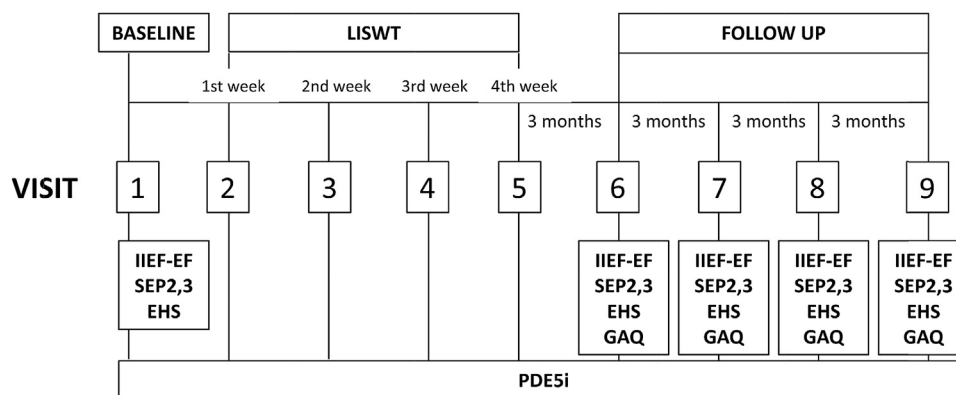 BASELINE LISWT FOLLOW UP
1st week 2nd week 3rd week 4th week
3 months 3 months 3 months 3 months
VISIT 1 2 3 4 5 6 7 8 9
IIEF-EF IIEF-EF IIEF-EF IIEF-EF IIEF-EF
SEP2,3 SEP2,3 SEP2,3 SEP2,3 SEP2,3
EHS EHS EHS EHS EHS
GAQ GAQ GAQ GAQ
PDE5i